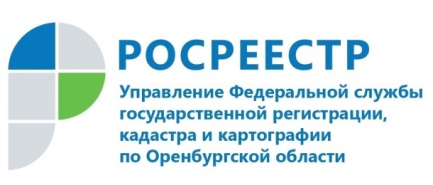 РОСРЕЕСТР
Управление Федеральной службы
государственной регистрации,
кадастра и картографии
по Оренбургской области